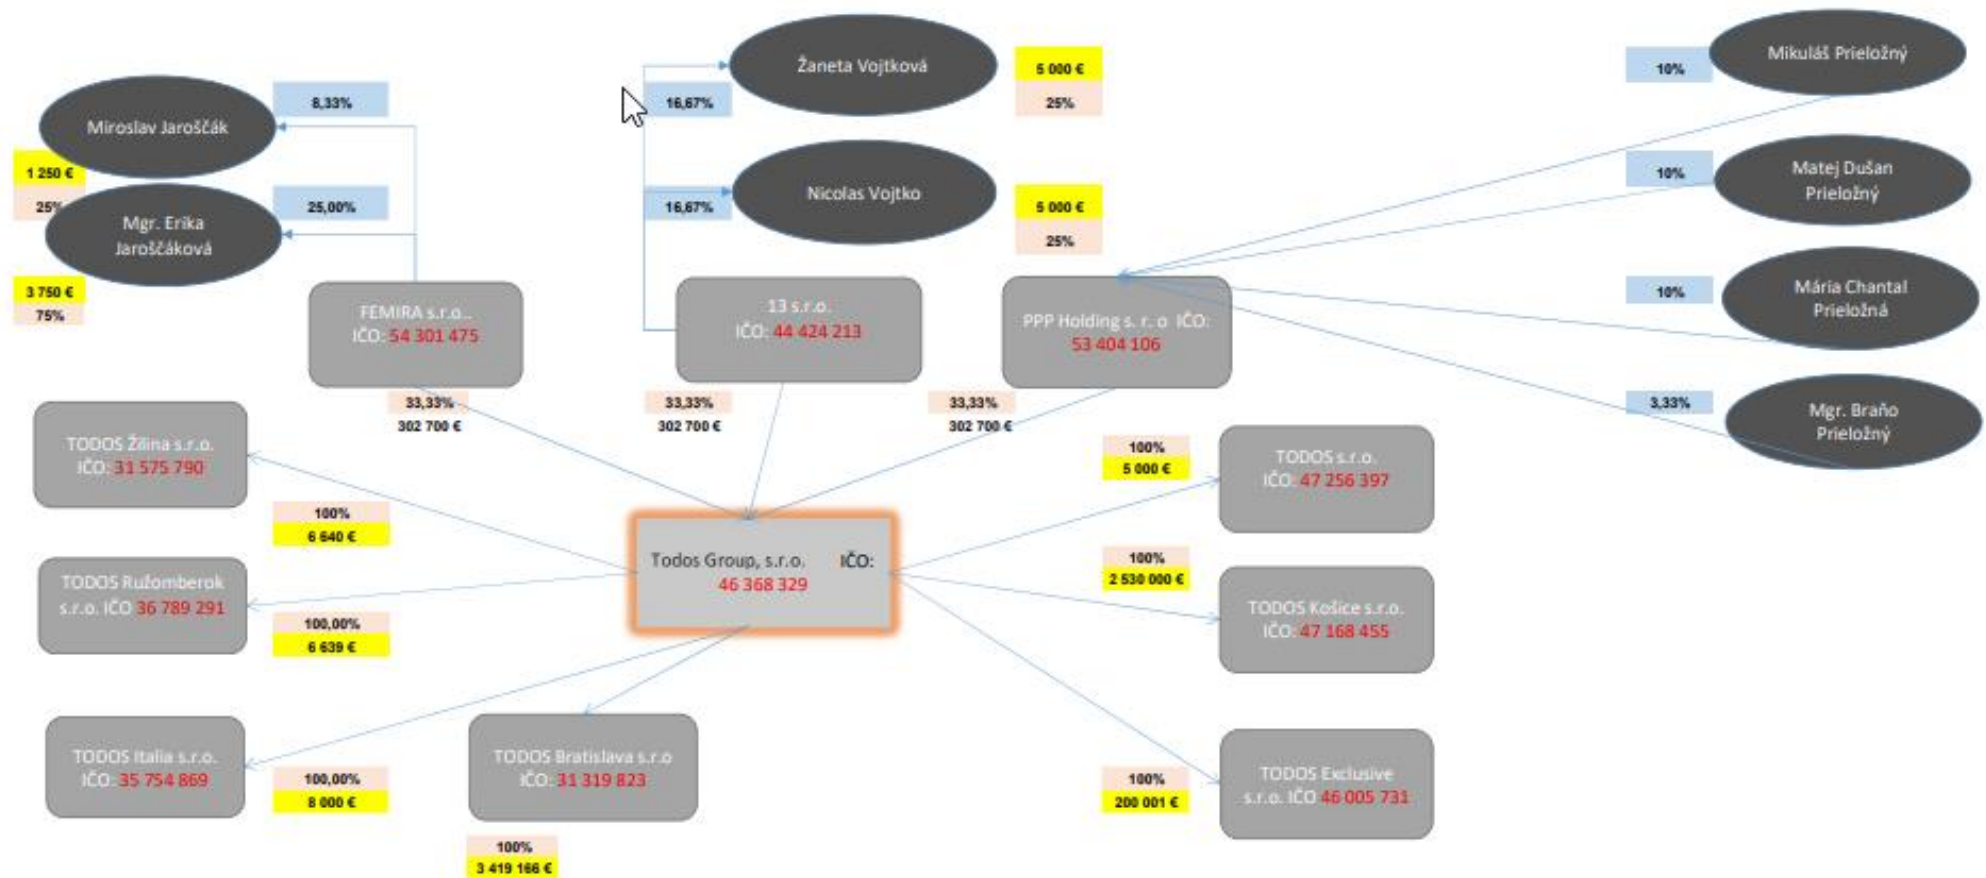 Miroslav Jaroščák
8,33%
1 250 €
25%
Mgr. Erika
Jaroščáková
25,00%
3 750 €
75%
Žaneta Vojtková
16,67%
5 000 €
25%
Nicolas Vojtko
16,67%
5 000 €
25%
Mikuláš Prieložný
10%
Matej Dušan
Prieložný
10%
Mária Chantal
Prieložná
10%
Mgr. Braňo
Prieložný
3,33%
FEMIRA s.r.o..
IČO: 54 301 475
33,33%
302 700 €
13 s.r.o.
IČO: 44 424 213
33,33%
302 700 €
PPP Holding s. r. o IČO:
53 404 106
33,33%
302 700 €
Todos Group, s.r.o. IČO:
46 368 329
TODOS Žilina s.r.o.
IČO: 31 575 790
100%
6 640 €
TODOS Ružomberok
s.r.o. IČO 36 789 291
100,00%
6 639 €
TODOS Italia s.r.o.
IČO: 35 754 869
100,00%
8 000 €
TODOS Bratislava s.r.o
IČO: 31 319 823
100%
3 419 166 €
100%
5 000 €
TODOS s.r.o.
IČO: 47 256 397
100%
2 530 000 €
TODOS Košice s.r.o.
IČO: 47 168 455
100%
200 001 €
TODOS Exclusive
s.r.o. IČO 46 005 731